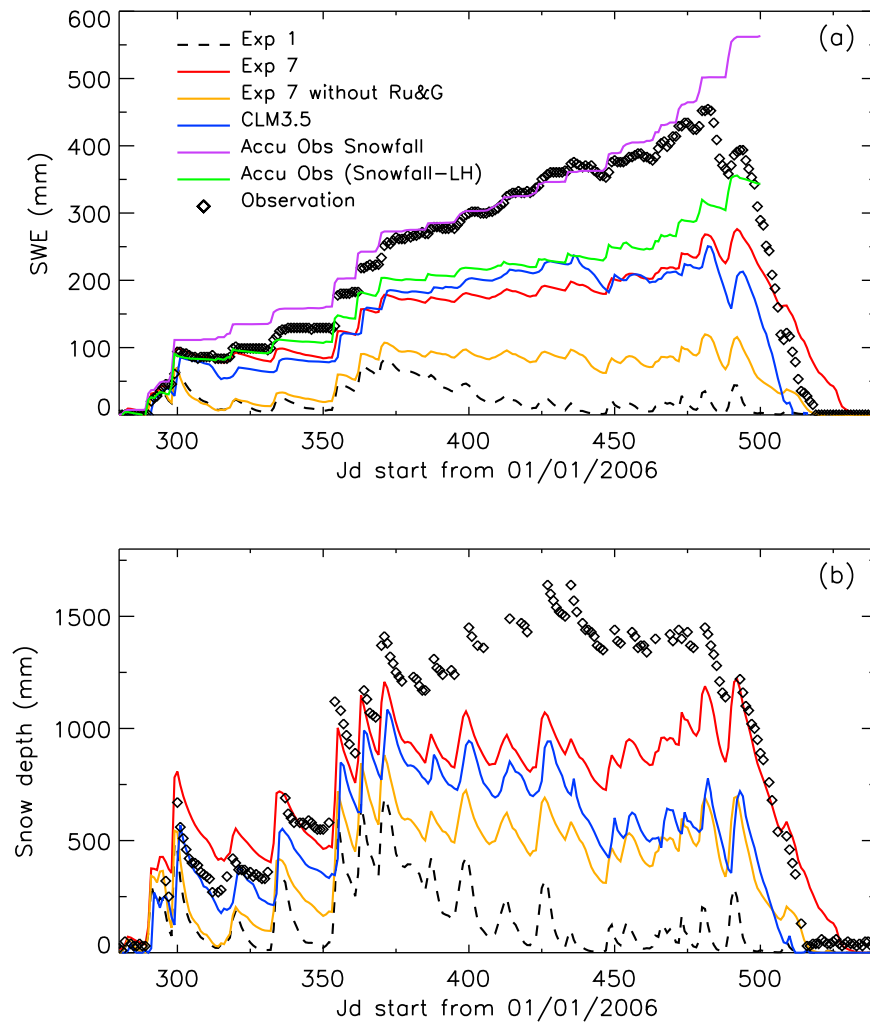 600
(a)
Exp 1
Exp 7
500
Exp 7 without Ru&G
CLM3.5
400
Accu Obs Snowfall
Accu Obs (Snowfall-LH)
Observation
300
SWE (mm)
200
100
0
300 350 400 450 500
Jd start from 01/01/2006
(b)
1500
1000
Snow depth (mm)
500
0
300 350 400 450 500
Jd start from 01/01/2006